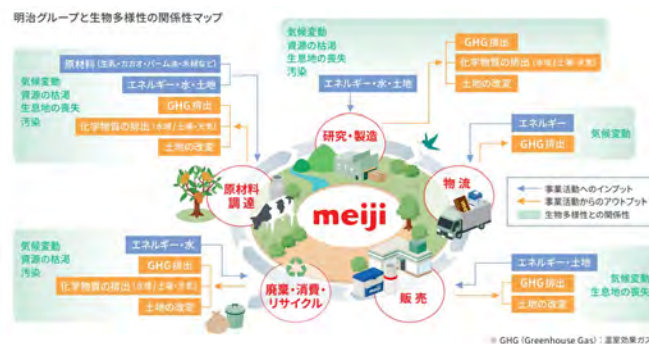 明治グループと生物多様性の関係性マップ
気候変動
資源の枯渇
生息地の喪失
汚染
原材料(生乳・カカオ・パーム油・木材など)
エネルギー・水・土地
GHG 排出
化学物質の排出(水域/土壌・大気)
土地の改変
原材料
調達
気候変動
資源の枯渇
生息地の喪失
汚染
エネルギー・水・土地
GHG 排出
化学物質の排出(水域/土壌・大気)
土地の改変
研究・製造
エネルギー
GHG 排出
気候変動
物流
事業活動へのインプット
事業活動からのアウトプット
生物多様性との関係性
meiji
エネルギー・土地
GHG 排出
土地の改変
気候変動
生息地の喪失
販売
meiji
気候変動
資源の枯渇
汚染
エネルギー・水
GHG 排出
化学物質の排出(水域/土壌・大気)
土地の改変
廃棄・消費・
リサイクル
※ GHG (Greenhouse Gas):温室効果ガス